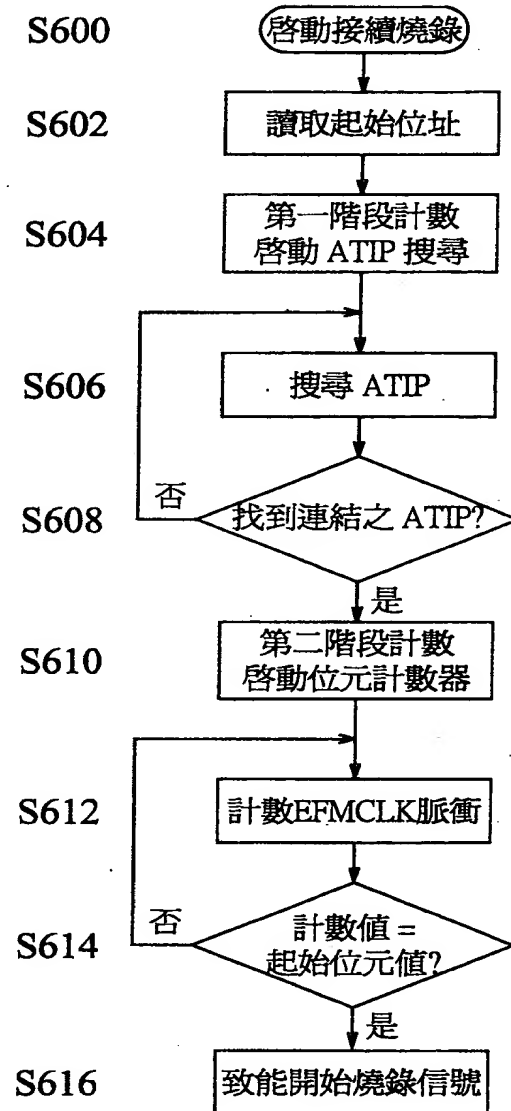 S600
啓動接續燒錄
S602
讀取起始位址
S604
第一階段計數
啓動 ATIP 搜尋
S606
搜尋 ATIP
否
S608
找到連結之 ATIP?
是
S610
第二階段計數
啓動位元計數器
S612
計數EFMCLK脈衝
否
S614
計數值 =
起始位元值?
是
S616
致能開始燒錄信號